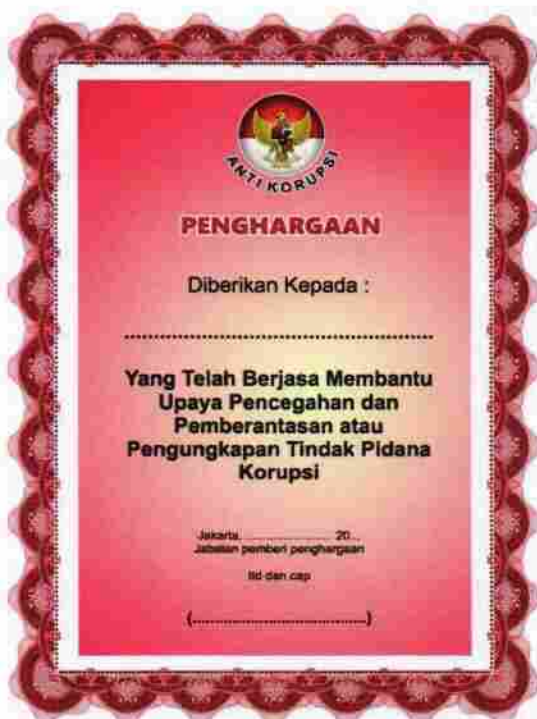 ANTI KORUPSI
PENGHARGAAN
Diberikan Kepada :
....................................................
Yang Telah Berjasa Membantu
Upaya Pencegahan dan
Pemberantasan atau
Pengungkapan Tindak Pidana
Korupsi
Jakarta, ........................ 20...
Jabatan pemberi penghargaan
ttd dan cap
(......................................)